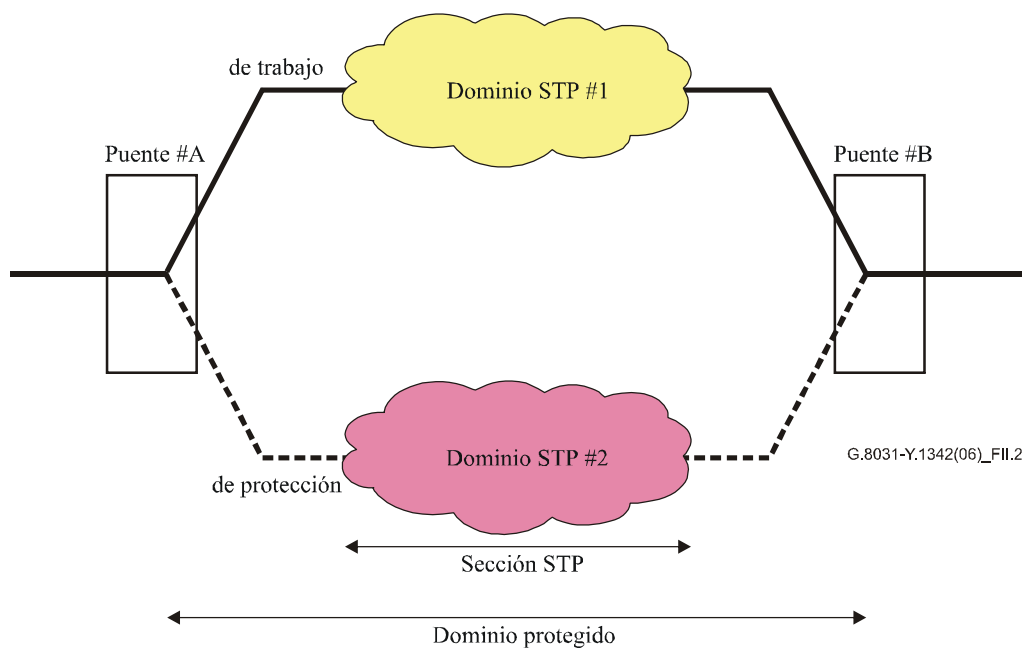 de trabajo
Dominio STP #1
Puente #A
Puente #B
Dominio STP #2
G.8031-Y.1342(06)_FII.2
de protección
Sección STP
Dominio protegido